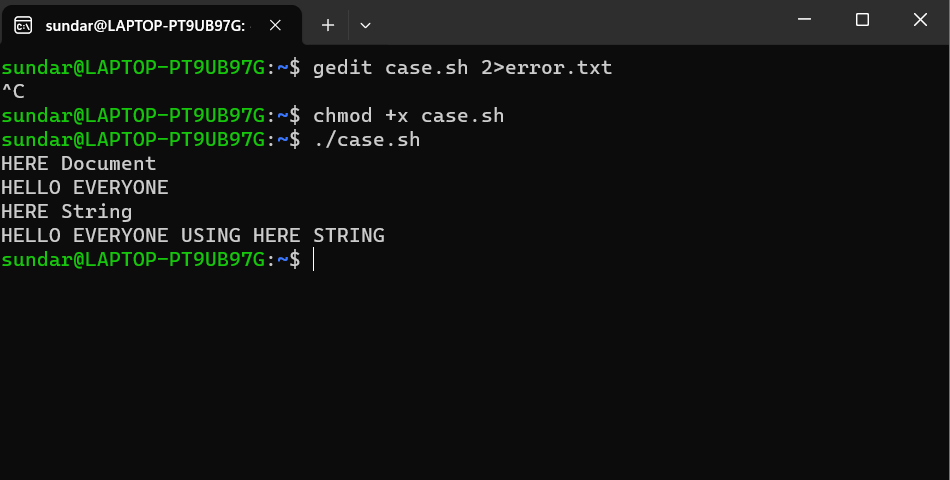 sundar@LAPTOP-PT9UB97G:
sundar@LAPTOP-PT9UB97G:~$ gedit case.sh 2>error.txt
^C
sundar@LAPTOP-PT9UB97G:~$ chmod +x case.sh
sundar@LAPTOP-PT9UB97G:~$ ./case.sh
HERE Document
HELLO EVERYONE
HERE String
HELLO EVERYONE USING HERE STRING
sundar@LAPTOP-PT9UB97G:~$